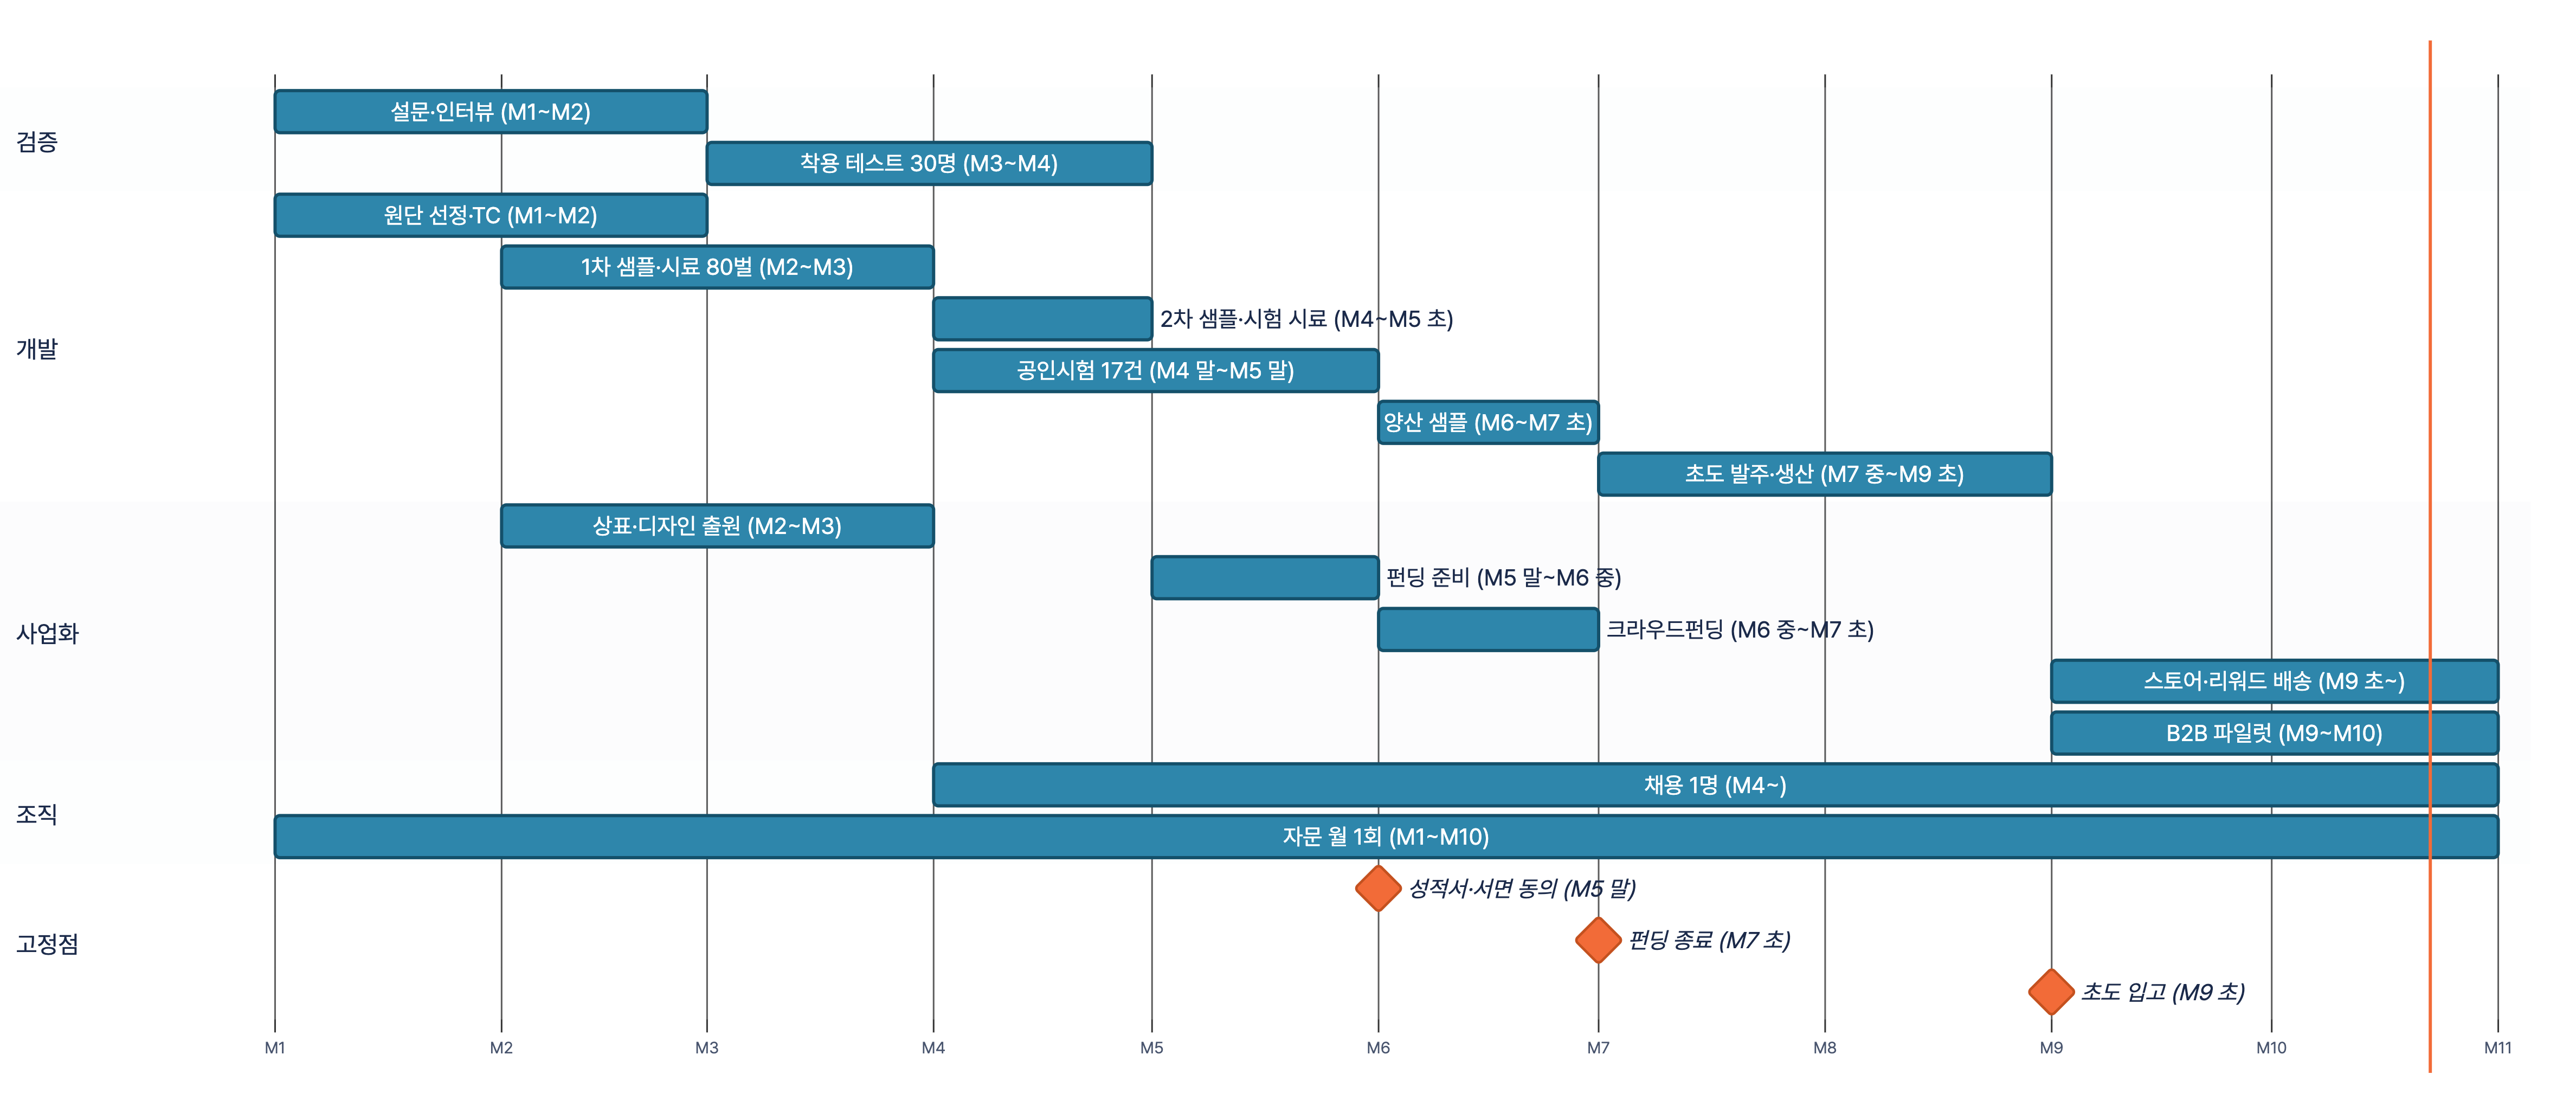 검증
설문·인터뷰 (M1~M2)
착용 테스트 30명 (M3~M4)
개발
원단 선정·TC (M1~M2)
1차 샘플·시료 80벌 (M2~M3)
2차 샘플·시험 시료 (M4~M5 초)
공인시험 17건 (M4 말~M5 말)
양산 샘플 (M6~M7 초)
초도 발주·생산 (M7 중~M9 초)
사업화
상표·디자인 출원 (M2~M3)
펀딩 준비 (M5 말~M6 중)
크라우드펀딩 (M6 중~M7 초)
스토어·리워드 배송 (M9 초~)
B2B 파일럿 (M9~M10)
조직
채용 1명 (M4~)
자문 월 1회 (M1~M10)
고정점
성적서·서면 동의 (M5 말)
펀딩 종료 (M7 초)
초도 입고 (M9 초)
M1 M2 M3 M4 M5 M6 M7 M8 M9 M10 M11